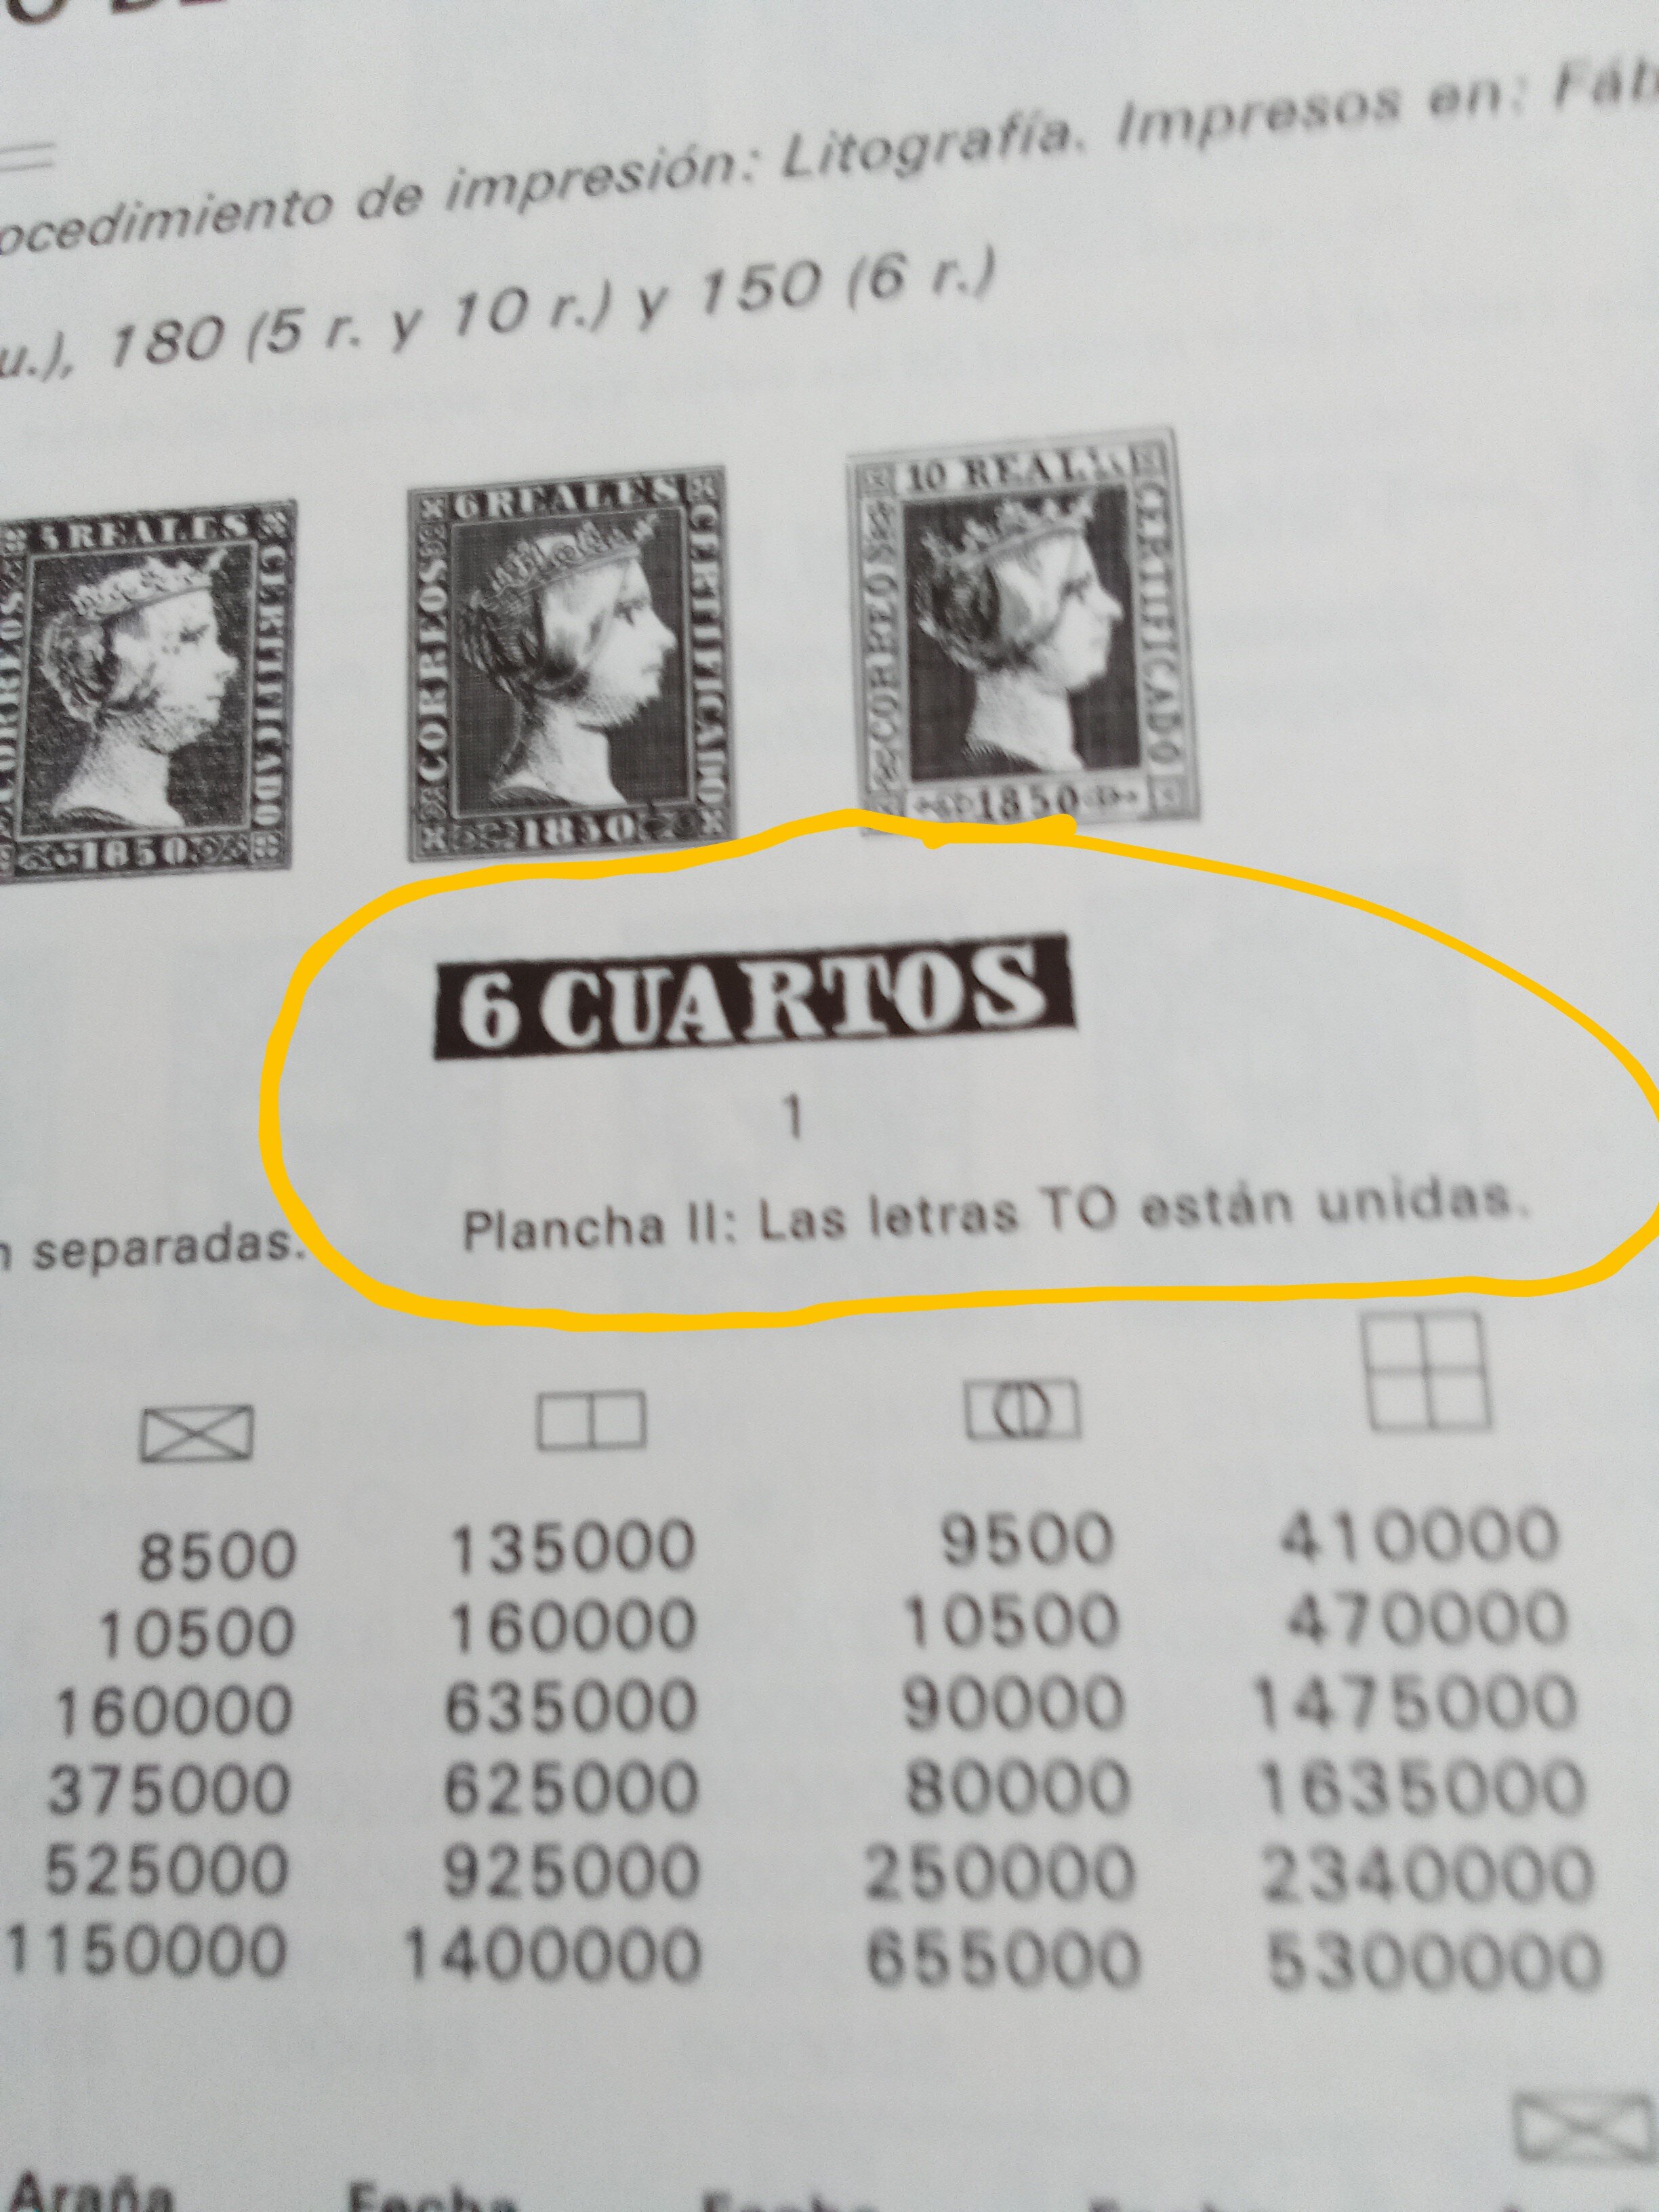 ocedimiento de impresión: Litografía. Impresos en: Fáb
u.), 180 (5 r. y 10 r.) y 150 (6 r.)
5 REALES
CORREOS
CERTIFICADO
1850
6 REALES
CORREOS
CERTIFICADO
1850
10 REALES
CORREOS
CERTIFICADO
1850
6 CUARTOS
1
n separadas.
Plancha II: Las letras TO están unidas.
8500 135000 9500 410000
10500 160000 10500 470000
160000 635000 90000 1475000
375000 625000 80000 1635000
525000 925000 250000 2340000
1150000 1400000 655000 5300000
Araña Fecha Fecha